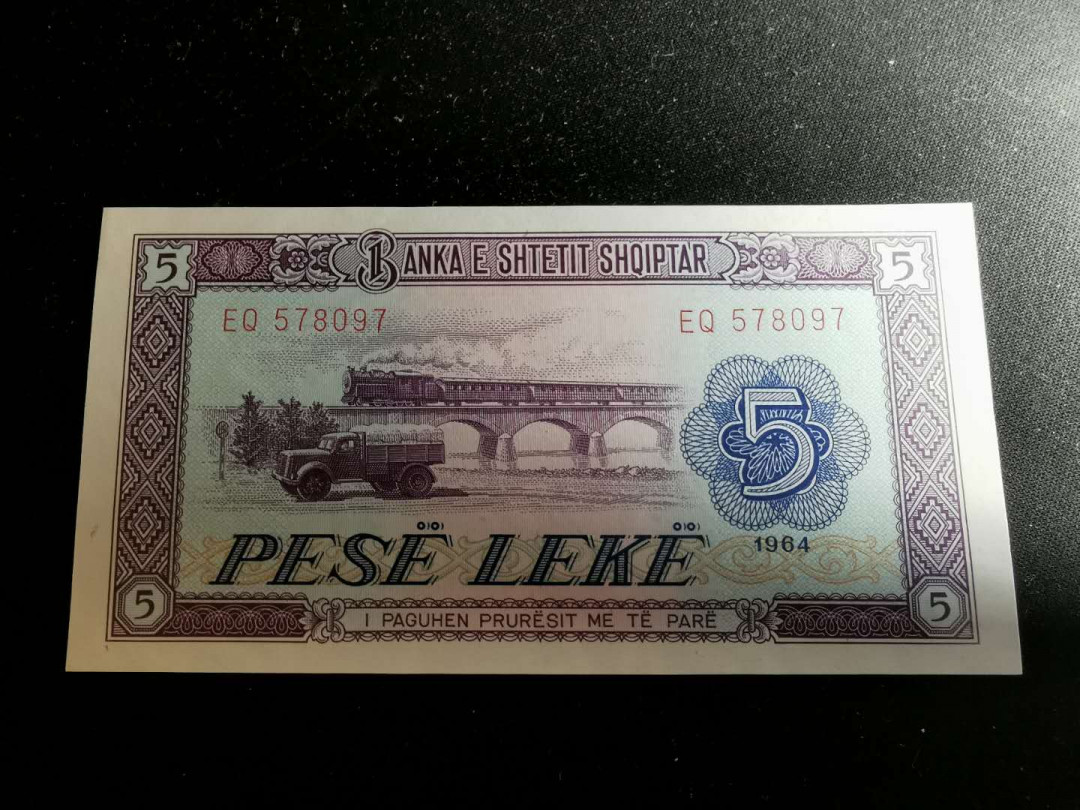 5 BANKA E SHTETIT SHQIPTAR 5
EQ 578097 EQ 578097
5
PESË LEKË 1964
5 I PAGUHEN PRURËSIT ME TË PARË 5